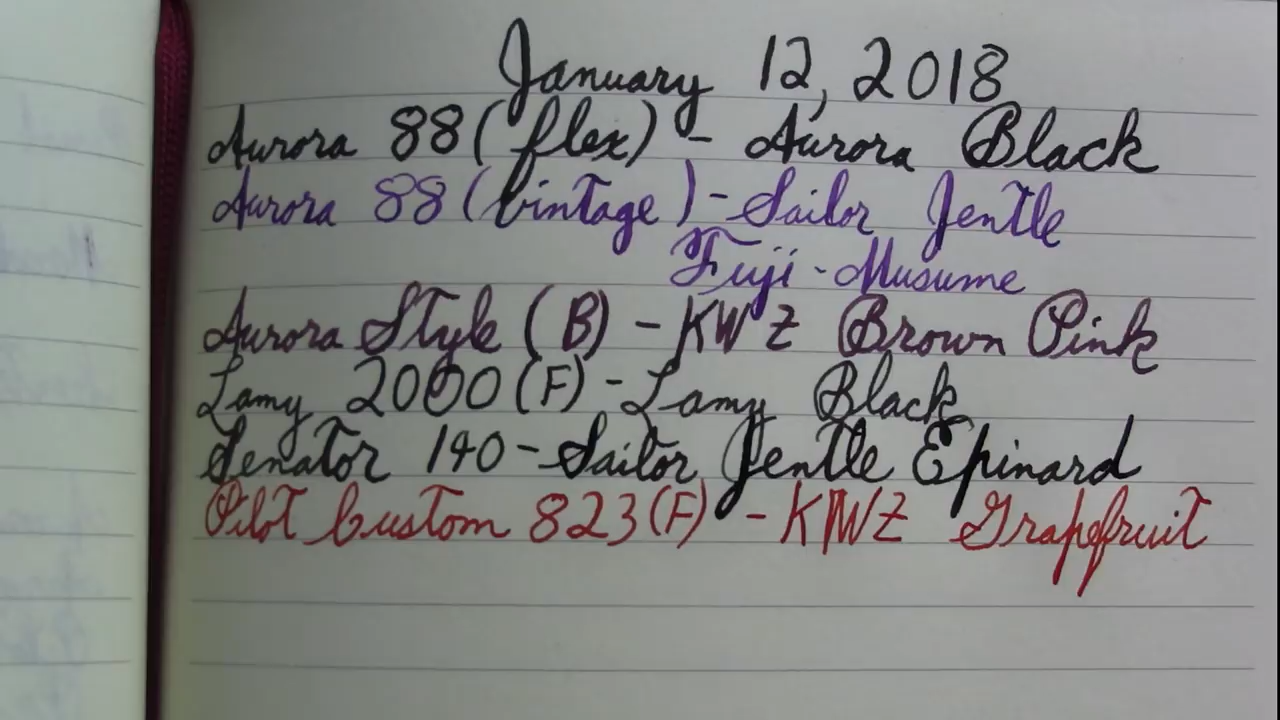 January 12, 2018
Aurora 88 (flex) - Aurora Black
Aurora 88 (vintage) - Sailor Jentle
Fuji-Musume
Aurora Style (B) - KWZ Brown Pink
Lamy 2000 (F) - Lamy Black
Senator 140 - Sailor Jentle Epinard
Pilot Custom 823 (F) - KWZ Grapefruit